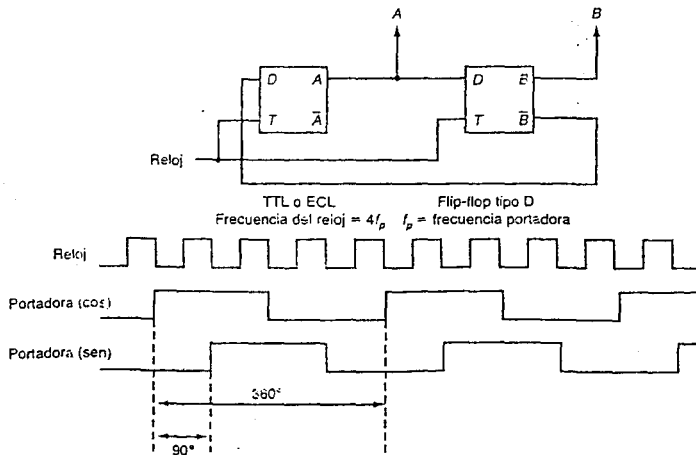 A B
D A D B
T A̅ T B̅
Reloj
TTL o ECL Flip-flop tipo D
Frecuencia del reloj = 4fp fp = frecuencia portadora
Reloj
Portadora (cos)
Portadora (sen)
360°
90°